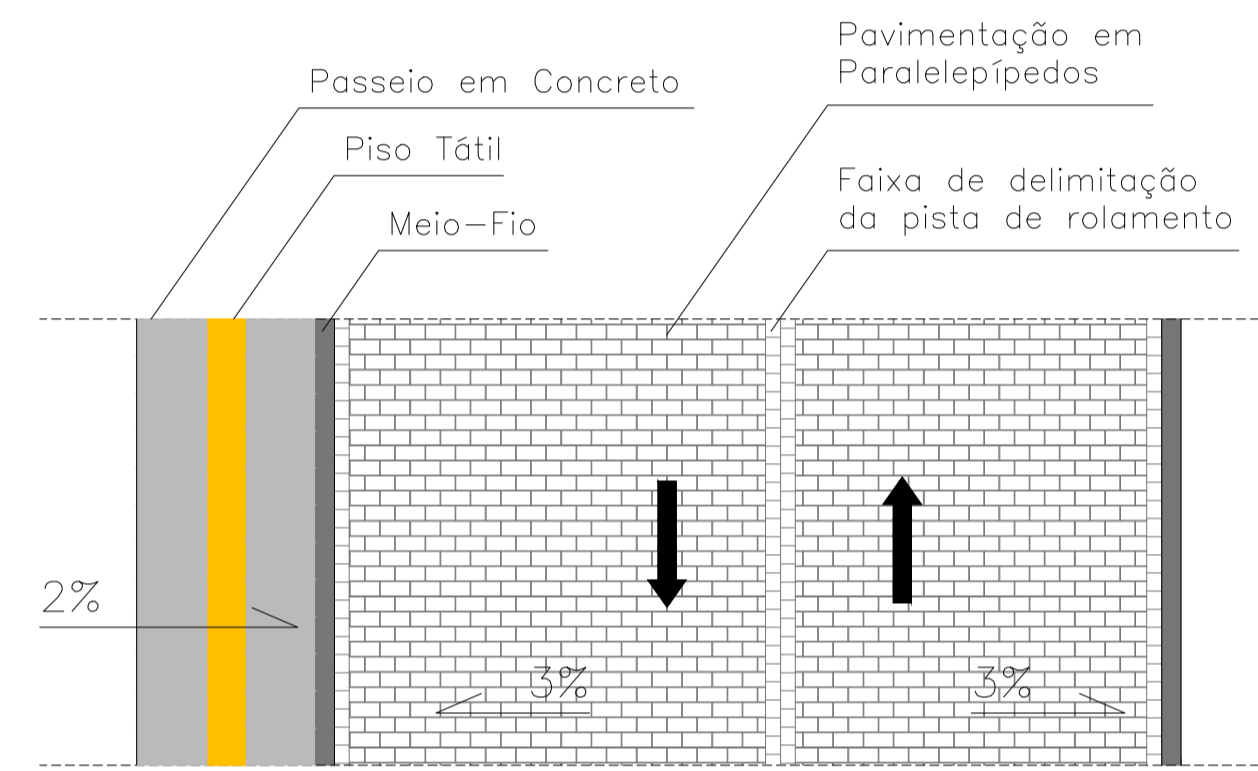 Pavimentação em
Paralelepípedos
Passeio em Concreto
Piso Tátil
Faixa de delimitação
da pista de rolamento
Meio-Fio
2%
3%
3%